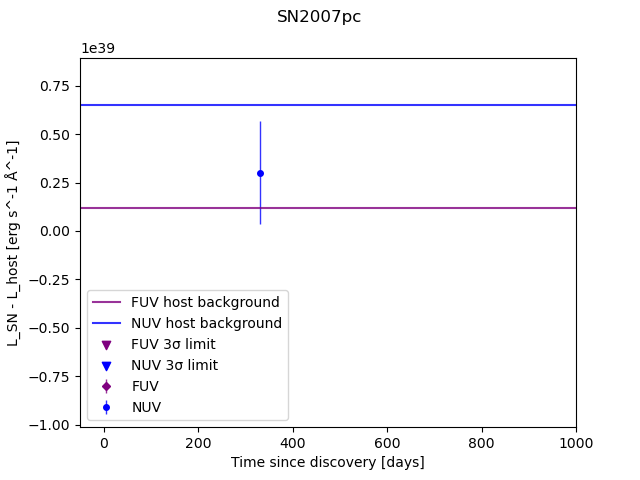 SN2007pc
1e39
0.75
0.50
0.25
0.00
−0.25
−0.50
−0.75
−1.00
L_SN - L_host [erg s^-1 Å^-1]
FUV host background
NUV host background
FUV 3σ limit
NUV 3σ limit
FUV
NUV
0 200 400 600 800 1000
Time since discovery [days]